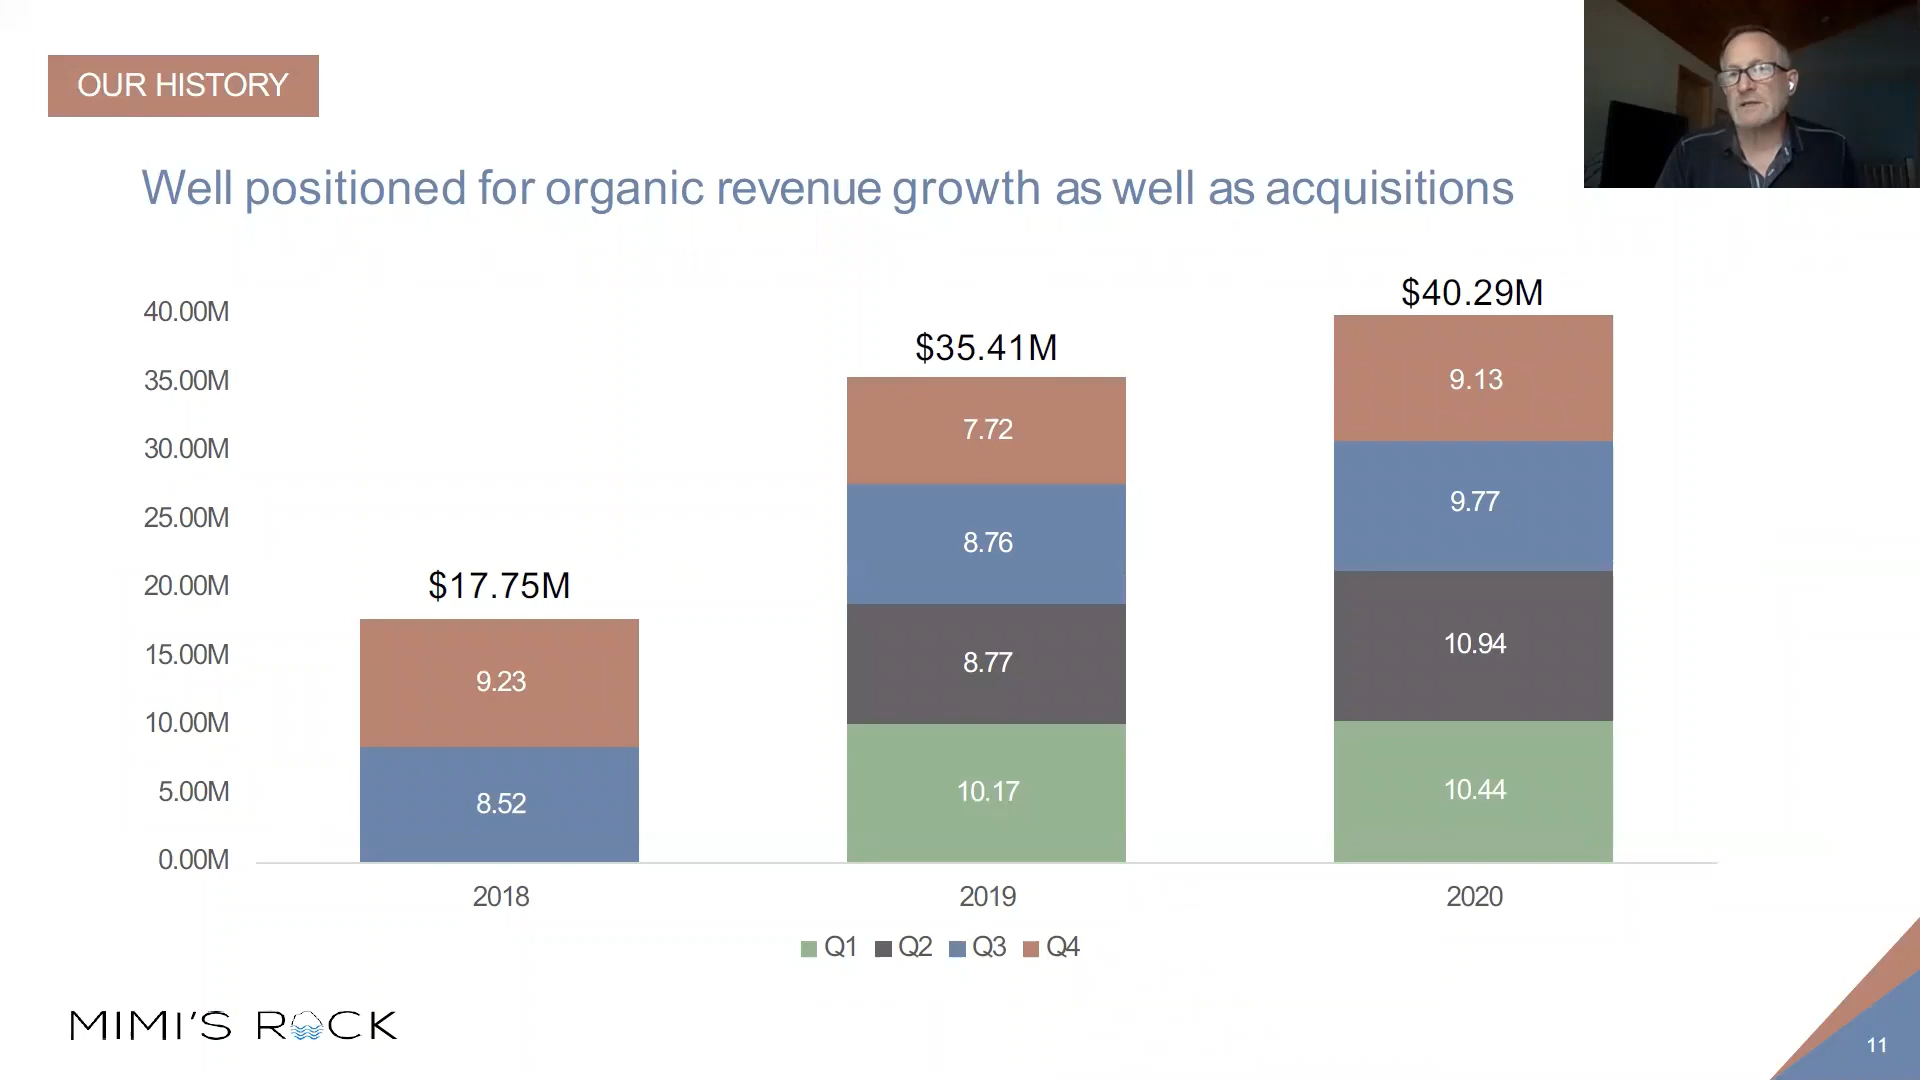 OUR HISTORY
Well positioned for organic revenue growth as well as acquisitions
40.00M
35.00M
30.00M
25.00M
20.00M
15.00M
10.00M
5.00M
0.00M
$17.75M
9.23
8.52
$35.41M
7.72
8.76
8.77
10.17
$40.29M
9.13
9.77
10.94
10.44
2018 2019 2020
Q1 Q2 Q3 Q4
MIMI'S ROCK
11